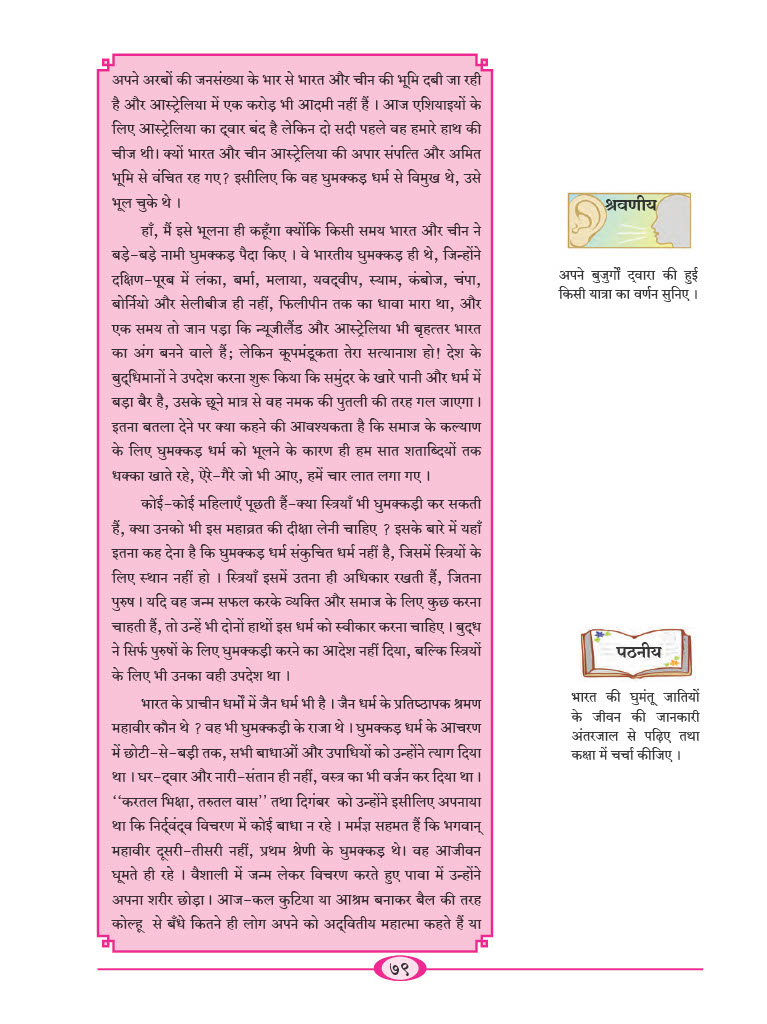 अपने अरबों की जनसंख्या के भार से भारत और चीन की भूमि दबी जा रही
है और आस्ट्रेलिया में एक करोड़ भी आदमी नहीं हैं । आज एशियाइयों के
लिए आस्ट्रेलिया का द्‌वार बंद है लेकिन दो सदी पहले वह हमारे हाथ की
चीज थी। क्यों भारत और चीन आस्ट्रेलिया की अपार संपत्ति और अमित
भूमि से वंचित रह गए? इसीलिए कि वह घुमक्कड़ धर्म से विमुख थे, उसे
भूल चुके थे ।
हाँ, मैं इसे भूलना ही कहूँगा क्योंकि किसी समय भारत और चीन ने
बड़े-बड़े नामी घुमक्कड़ पैदा किए । वे भारतीय घुमक्कड़ ही थे, जिन्होंने
दक्षिण-पूरब में लंका, बर्मा, मलाया, यवद्‌वीप, स्याम, कंबोज, चंपा,
बोर्नियो और सेलीबीज ही नहीं, फिलीपीन तक का धावा मारा था, और
एक समय तो जान पड़ा कि न्यूजीलैंड और आस्ट्रेलिया भी बृहत्तर भारत
का अंग बनने वाले हैं; लेकिन कूपमंडूकता तेरा सत्यानाश हो! देश के
बुद्‌धिमानों ने उपदेश करना शुरू किया कि समुंदर के खारे पानी और धर्म में
बड़ा बैर है, उसके छूने मात्र से वह नमक की पुतली की तरह गल जाएगा ।
इतना बतला देने पर क्या कहने की आवश्यकता है कि समाज के कल्याण
के लिए घुमक्कड़ धर्म को भूलने के कारण ही हम सात शताब्दियों तक
धक्का खाते रहे, ऐरे-गैरे जो भी आए, हमें चार लात लगा गए ।
कोई-कोई महिलाएँ पूछती हैं-क्या स्त्रियाँ भी घुमक्कड़ी कर सकती
हैं, क्या उनको भी इस महाव्रत की दीक्षा लेनी चाहिए ? इसके बारे में यहाँ
इतना कह देना है कि घुमक्कड़ धर्म संकुचित धर्म नहीं है, जिसमें स्त्रियों के
लिए स्थान नहीं हो । स्त्रियाँ इसमें उतना ही अधिकार रखती हैं, जितना
पुरुष । यदि वह जन्म सफल करके व्यक्ति और समाज के लिए कुछ करना
चाहती हैं, तो उन्हें भी दोनों हाथों इस धर्म को स्वीकार करना चाहिए । बुद्‌ध
ने सिर्फ पुरुषों के लिए घुमक्कड़ी करने का आदेश नहीं दिया, बल्कि स्त्रियों
के लिए भी उनका वही उपदेश था ।
भारत के प्राचीन धर्मों में जैन धर्म भी है । जैन धर्म के प्रतिष्ठापक श्रमण
महावीर कौन थे ? वह भी घुमक्कड़ी के राजा थे । घुमक्कड़ धर्म के आचरण
में छोटी-से-बड़ी तक, सभी बाधाओं और उपाधियों को उन्होंने त्याग दिया
था । घर-द्‌वार और नारी-संतान ही नहीं, वस्त्र का भी वर्जन कर दिया था ।
‘‘करतल भिक्षा, तरुतल वास’’ तथा दिगंबर को उन्होंने इसीलिए अपनाया
था कि निर्द्‌वंद्‌व विचरण में कोई बाधा न रहे । मर्मज्ञ सहमत हैं कि भगवान्
महावीर दूसरी-तीसरी नहीं, प्रथम श्रेणी के घुमक्कड़ थे। वह आजीवन
घूमते ही रहे । वैशाली में जन्म लेकर विचरण करते हुए पावा में उन्होंने
अपना शरीर छोड़ा। आज-कल कुटिया या आश्रम बनाकर बैल की तरह
कोल्हू से बँधे कितने ही लोग अपने को अद्‌वितीय महात्मा कहते हैं या
श्रवणीय
अपने बुजुर्गों द्‌वारा की हुई
किसी यात्रा का वर्णन सुनिए ।
पठनीय
भारत की घुमंतू जातियों
के जीवन की जानकारी
अंतरजाल से पढ़िए तथा
कक्षा में चर्चा कीजिए ।
७९